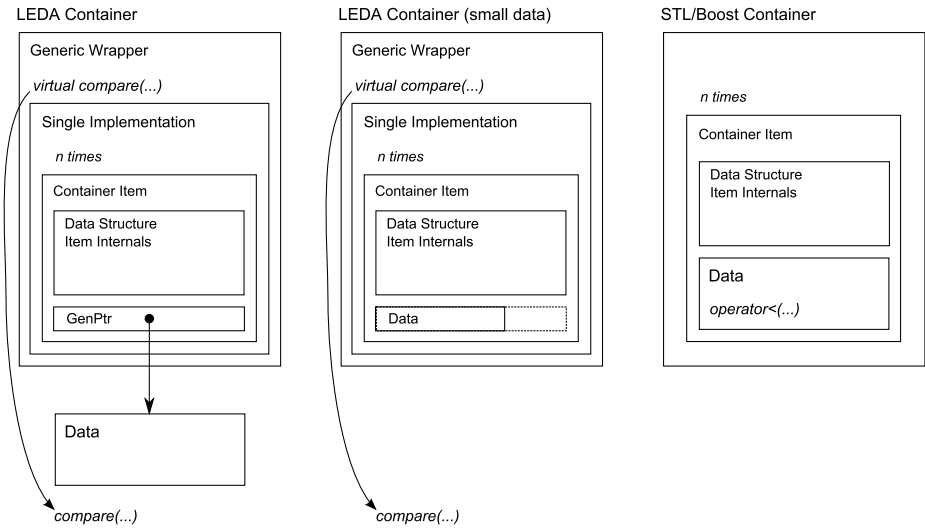 LEDA Container
Generic Wrapper
virtual compare(...)
Single Implementation
n times
Container Item
Data Structure
Item Internals
GenPtr
Data
compare(...)
LEDA Container (small data)
Generic Wrapper
virtual compare(...)
Single Implementation
n times
Container Item
Data Structure
Item Internals
Data
compare(...)
STL/Boost Container
n times
Container Item
Data Structure
Item Internals
Data
operator<(...)